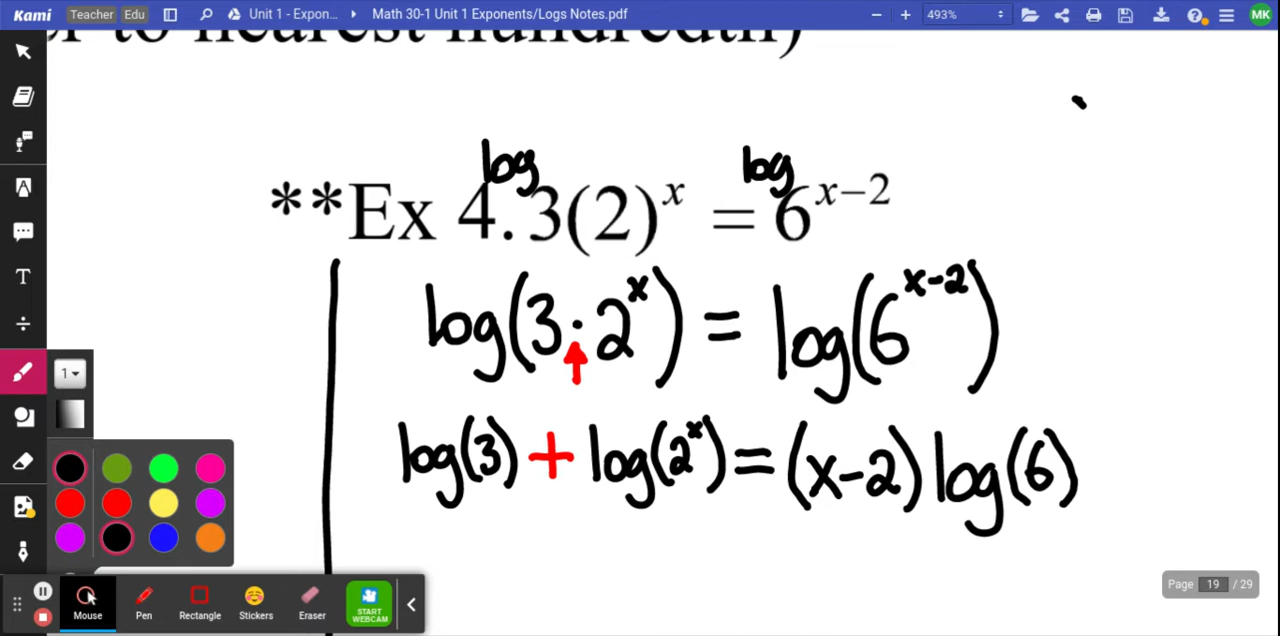 Kami Teacher Edu Unit 1 - Expon... Math 30-1 Unit 1 Exponents/Logs Notes.pdf 493%  MK
to nearest hundredth)
log log
**Ex 4. 3(2)^x = 6^{x-2}
log(3·2^x) = log(6^{x-2})
log(3) + log(2^x) = (x-2) log(6)
T
1
Page 19 / 29
Mouse Pen Rectangle Stickers Eraser START WEBCAM